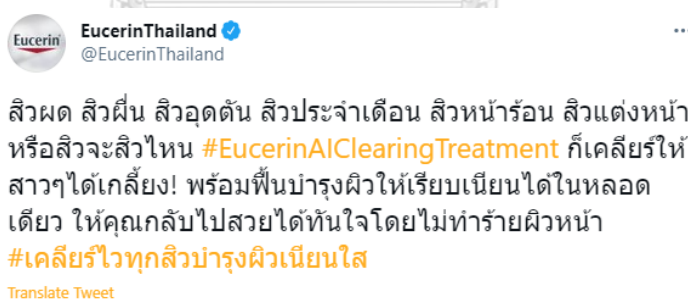 Eucerin
EucerinThailand
@EucerinThailand
สิวผด สิวผื่น สิวอุดตัน สิวประจำเดือน สิวหน้าร้อน สิวแต่งหน้า
หรือสิวจะสิวไหน #EucerinAIClearingTreatment ก็เคลียร์ให้
สาวๆได้เกลี้ยง! พร้อมฟื้นบำรุงผิวให้เรียบเนียนได้ในหลอด
เดียว ให้คุณกลับไปสวยได้ทันใจโดยไม่ทำร้ายผิวหน้า
#เคลียร์ไวทุกสิวบำรุงผิวเนียนใส
Translate Tweet